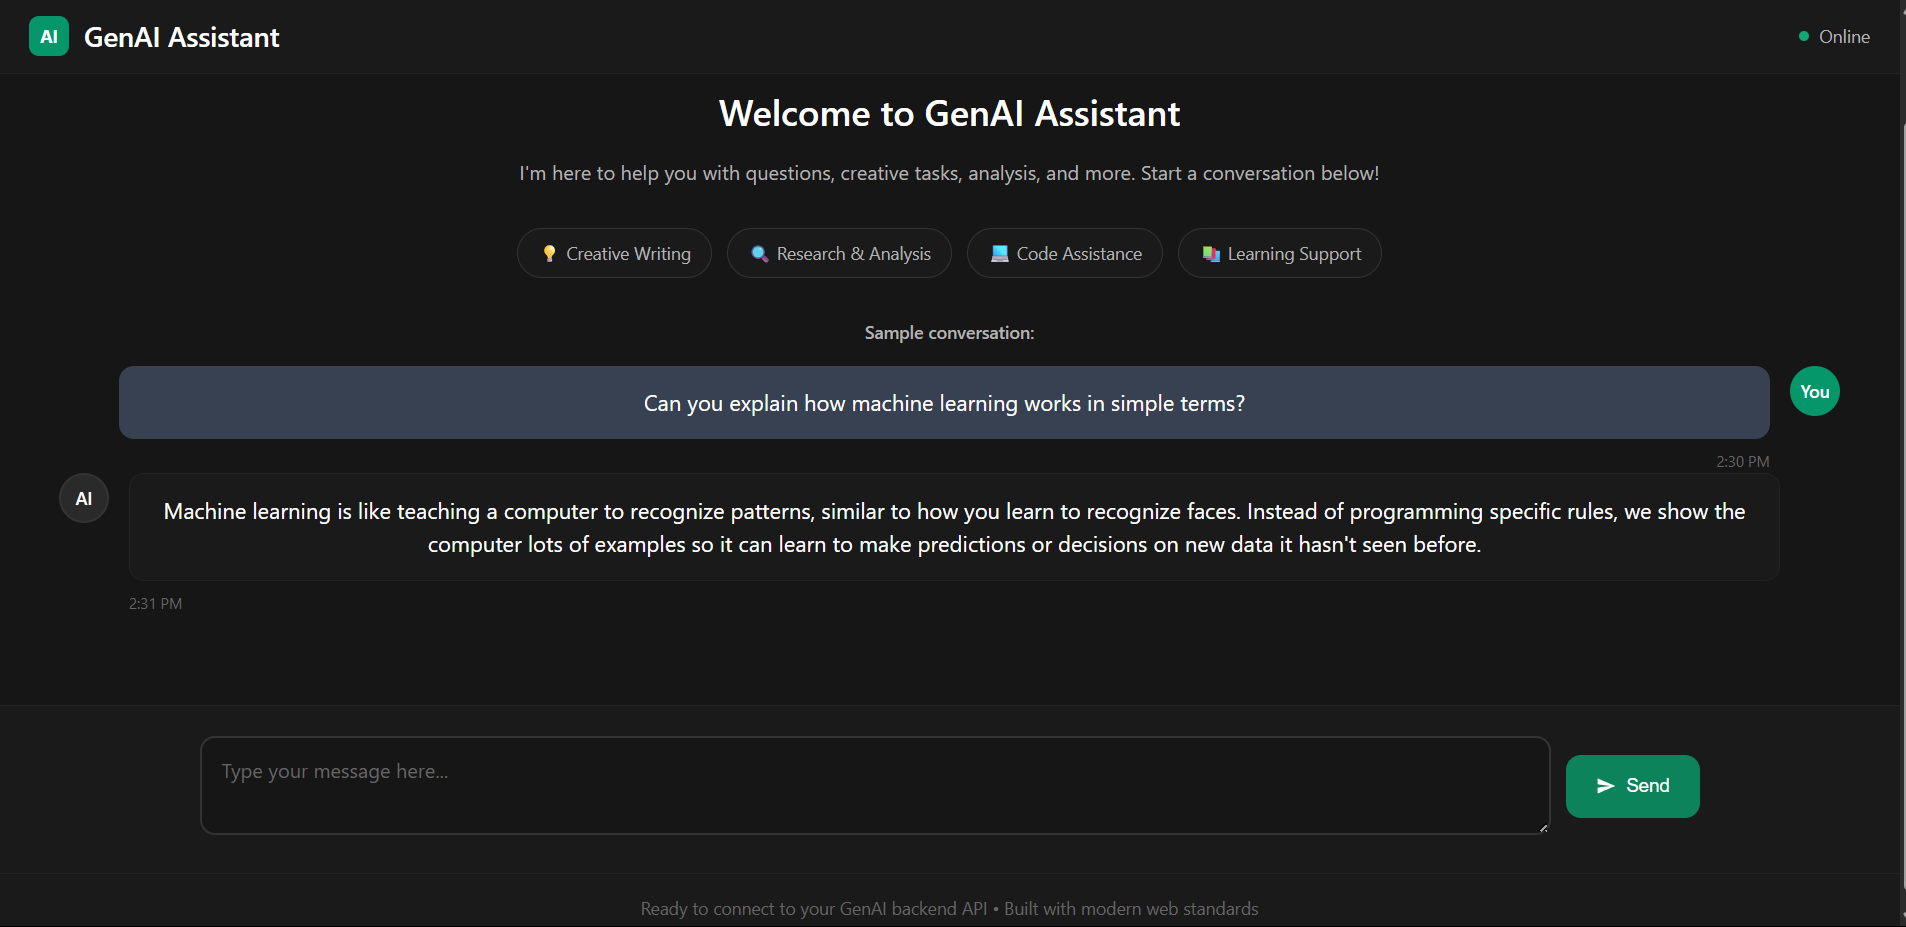 AI GenAI Assistant
Online
Welcome to GenAI Assistant
I'm here to help you with questions, creative tasks, analysis, and more. Start a conversation below!
Creative Writing
Research & Analysis
Code Assistance
Learning Support
Sample conversation:
Can you explain how machine learning works in simple terms?
You
2:30 PM
AI
Machine learning is like teaching a computer to recognize patterns, similar to how you learn to recognize faces. Instead of programming specific rules, we show the
computer lots of examples so it can learn to make predictions or decisions on new data it hasn't seen before.
2:31 PM
Type your message here...
Send
Ready to connect to your GenAI backend API • Built with modern web standards